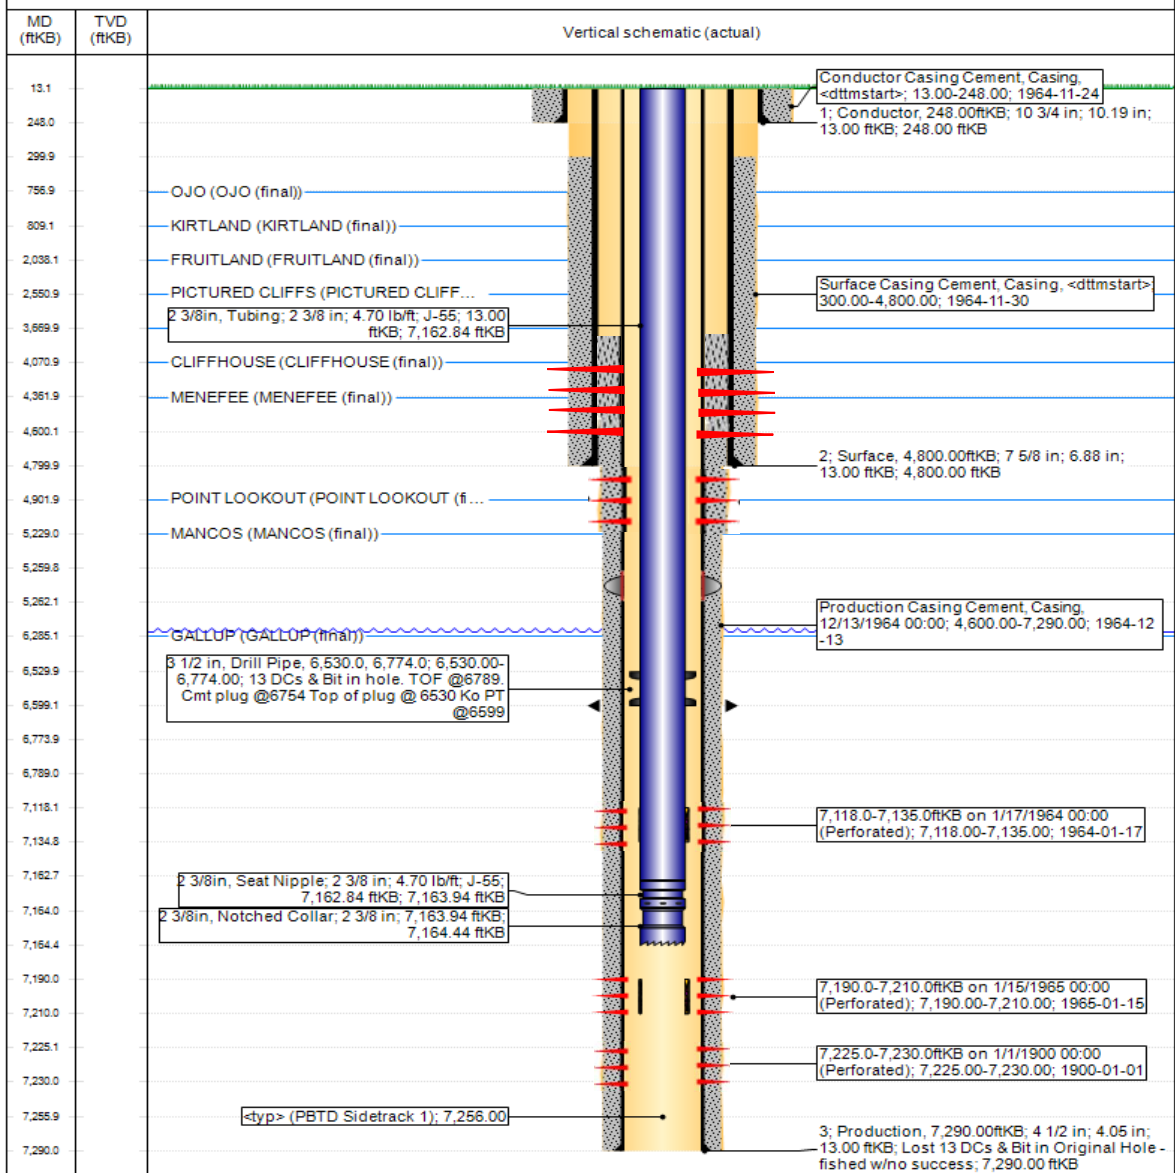 MD
(ftKB)
TVD
(ftKB)
Vertical schematic (actual)
13.1
248.0
299.9
756.9
809.1
2,038.1
2,550.9
3,669.9
4,070.9
4,361.9
4,600.1
4,799.9
4,901.9
5,229.0
5,259.8
5,262.1
6,285.1
6,529.9
6,599.1
6,773.9
6,789.0
7,118.1
7,134.8
7,162.7
7,164.0
7,164.4
7,190.0
7,210.0
7,225.1
7,230.0
7,255.9
7,290.0
OJO (OJO (final))
KIRTLAND (KIRTLAND (final))
FRUITLAND (FRUITLAND (final))
PICTURED CLIFFS (PICTURED CLIFF...
2 3/8in, Tubing; 2 3/8 in; 4.70 lb/ft; J-55; 13.00
ftKB; 7,162.84 ftKB
CLIFFHOUSE (CLIFFHOUSE (final))
MENEFEE (MENEFEE (final))
POINT LOOKOUT (POINT LOOKOUT (fi...
MANCOS (MANCOS (final))
GALLUP (GALLUP (final))
3 1/2 in, Drill Pipe, 6,530.0, 6,774.0; 6,530.00-
6,774.00; 13 DCs & Bit in hole. TOF @6789.
Cmt plug @6754 Top of plug @ 6530 Ko PT
@6599
2 3/8in, Seat Nipple; 2 3/8 in; 4.70 lb/ft; J-55;
7,162.84 ftKB; 7,163.94 ftKB
2 3/8in, Notched Collar; 2 3/8 in; 7,163.94 ftKB;
7,164.44 ftKB
<typ> (PBTD Sidetrack 1); 7,256.00
Conductor Casing Cement, Casing,
<dttmstart>; 13.00-248.00; 1964-11-24
1; Conductor, 248.00ftKB; 10 3/4 in; 10.19 in;
13.00 ftKB; 248.00 ftKB
Surface Casing Cement, Casing, <dttmstart>;
300.00-4,800.00; 1964-11-30
2; Surface, 4,800.00ftKB; 7 5/8 in; 6.88 in;
13.00 ftKB; 4,800.00 ftKB
Production Casing Cement, Casing,
12/13/1964 00:00; 4,600.00-7,290.00; 1964-12
-13
7,118.0-7,135.0ftKB on 1/17/1964 00:00
(Perforated); 7,118.00-7,135.00; 1964-01-17
7,190.0-7,210.0ftKB on 1/15/1965 00:00
(Perforated); 7,190.00-7,210.00; 1965-01-15
7,225.0-7,230.0ftKB on 1/1/1900 00:00
(Perforated); 7,225.00-7,230.00; 1900-01-01
3; Production, 7,290.00ftKB; 4 1/2 in; 4.05 in;
13.00 ftKB; Lost 13 DCs & Bit in Original Hole -
fished w/no success; 7,290.00 ftKB